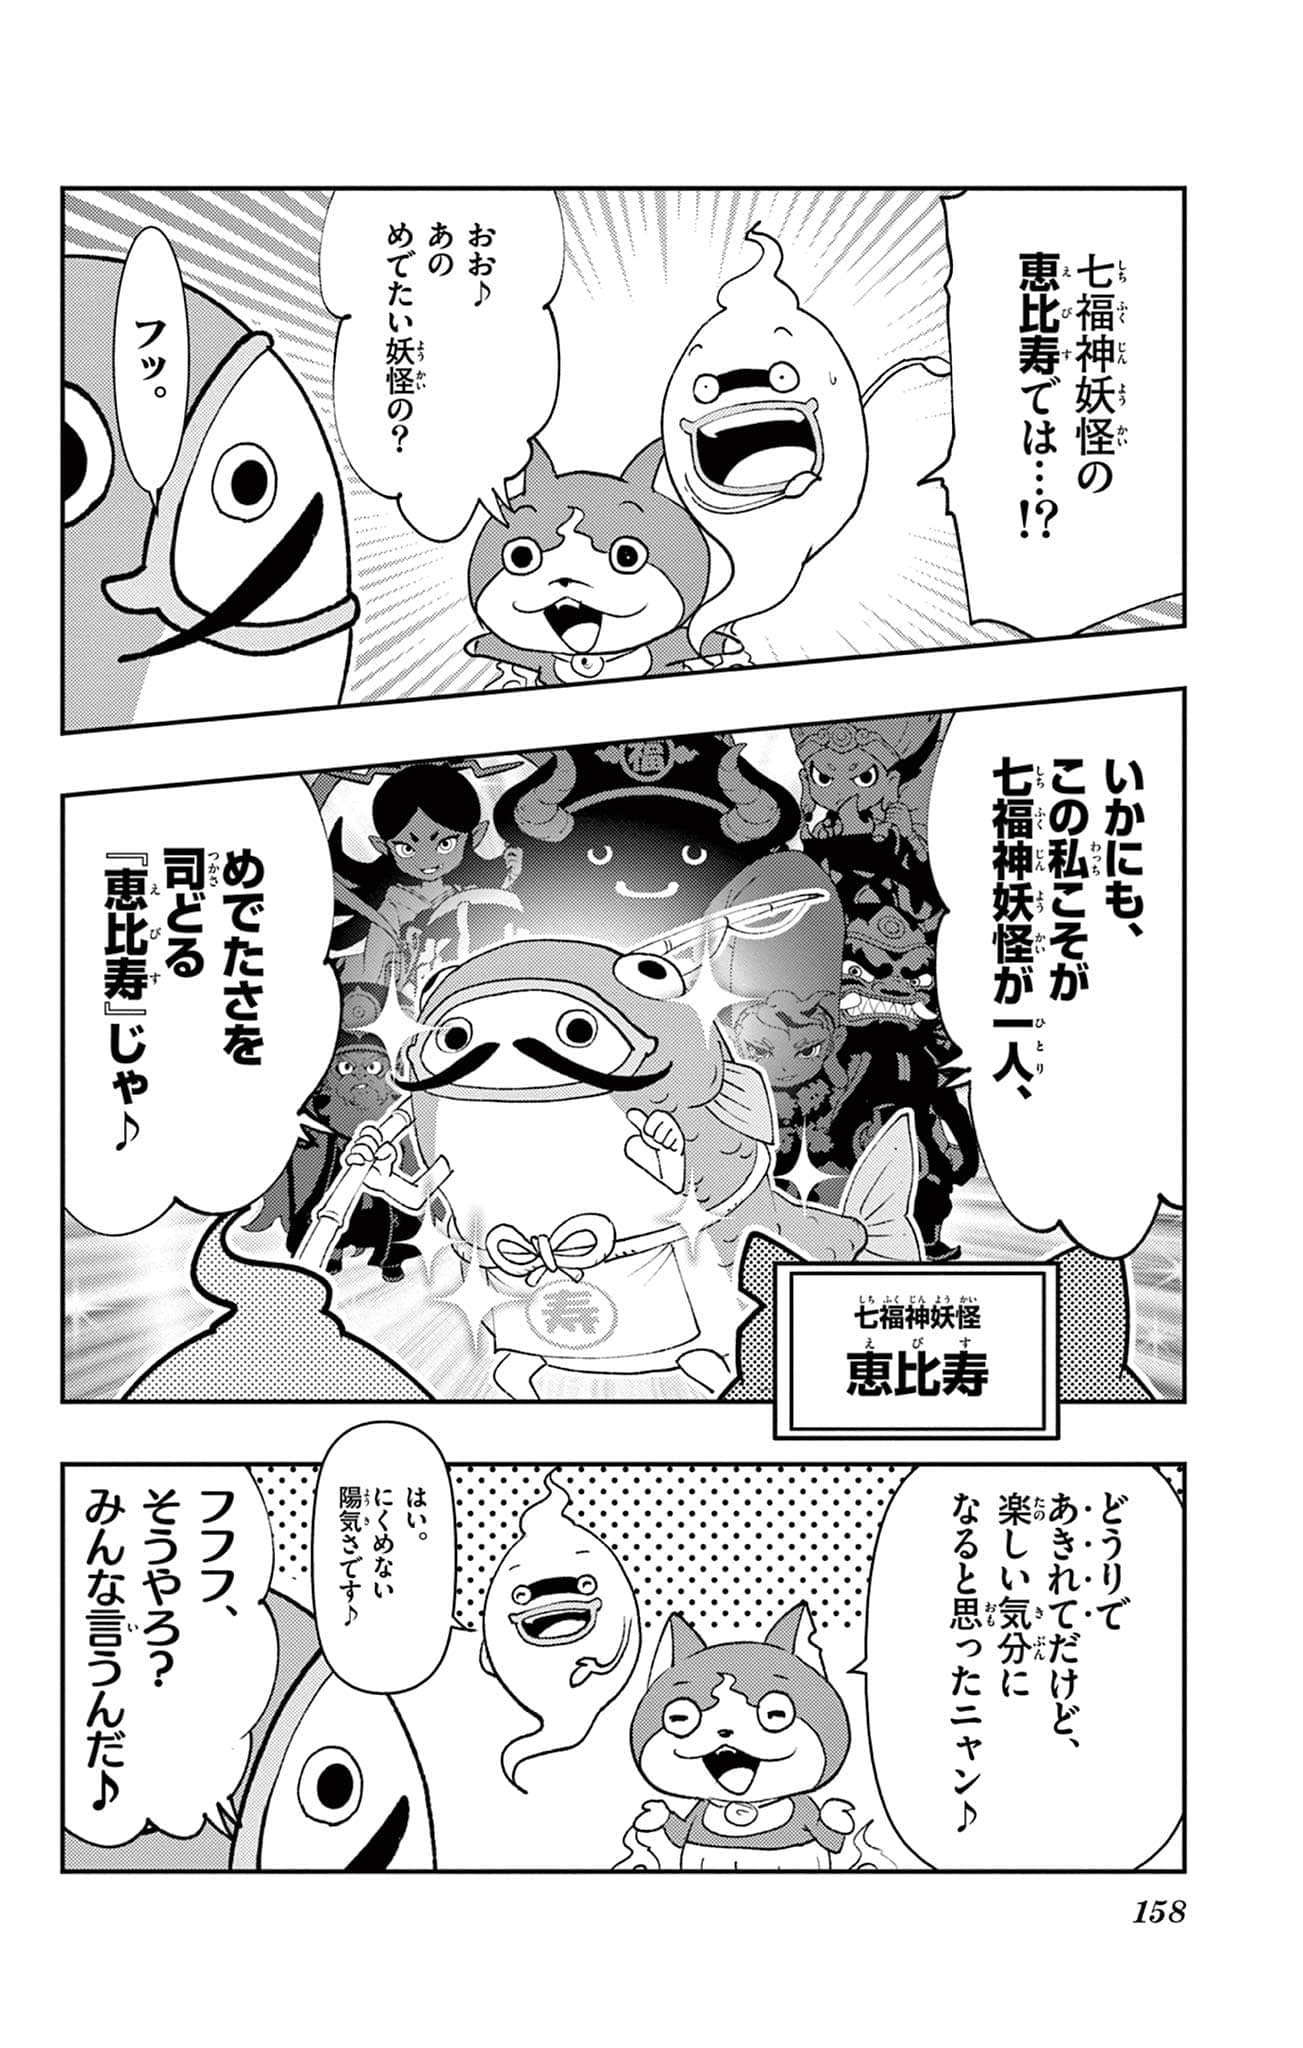 七福神妖怪の
恵比寿では…!?
おお♪
あの
めでたい妖怪の?
フッ。
いかにも、
この私こそが
七福神妖怪が一人、
めでたさを
司どる
『恵比寿』じゃ♪
福
寿
七福神妖怪
恵比寿
どうりで
あきれてだけど、
楽しい気分に
なると思ったニャン♪
はい。
にくめない
陽気さです♪
フフフ、
そうやろ?
みんな言うんだ♪
158